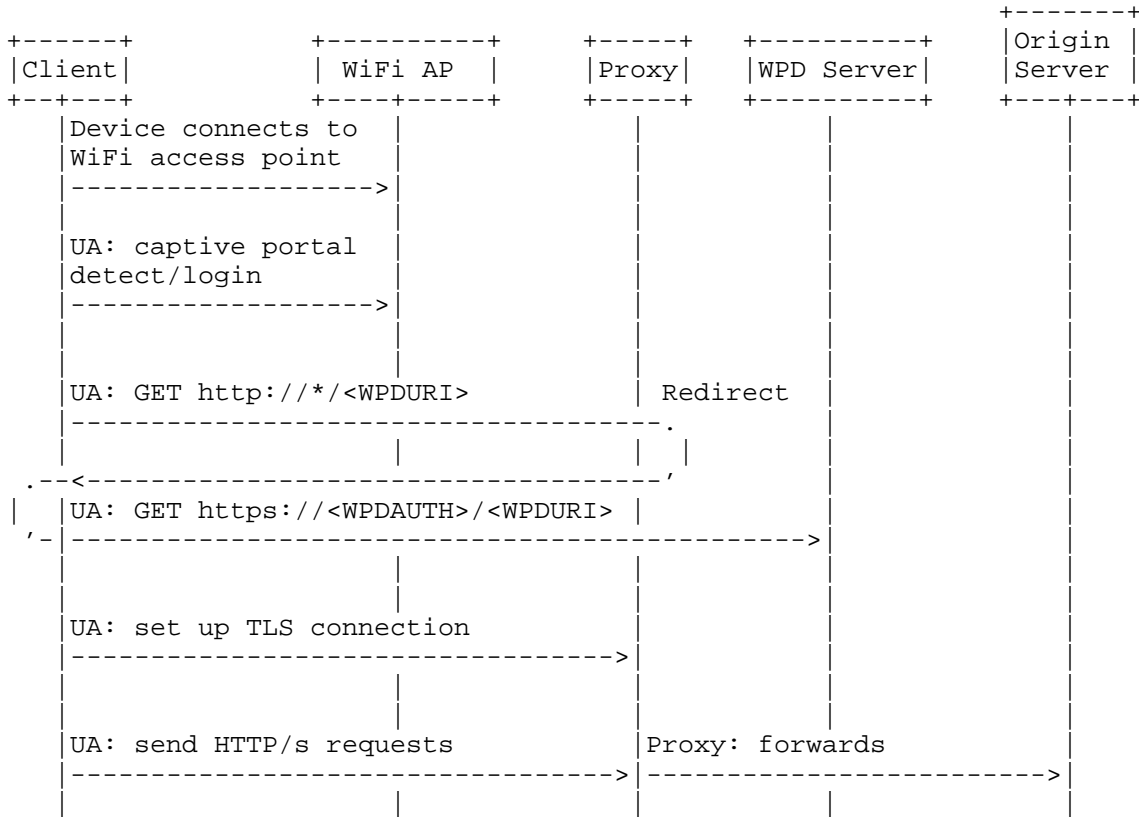 Origin
Client WiFi AP Proxy WPD Server Server
Device connects to
WiFi access point
UA: captive portal
detect/login
UA: GET http://*/<WPDURI> Redirect
UA: GET https://<WPDAUTH>/<WPDURI>
UA: set up TLS connection
UA: send HTTP/s requests Proxy: forwards